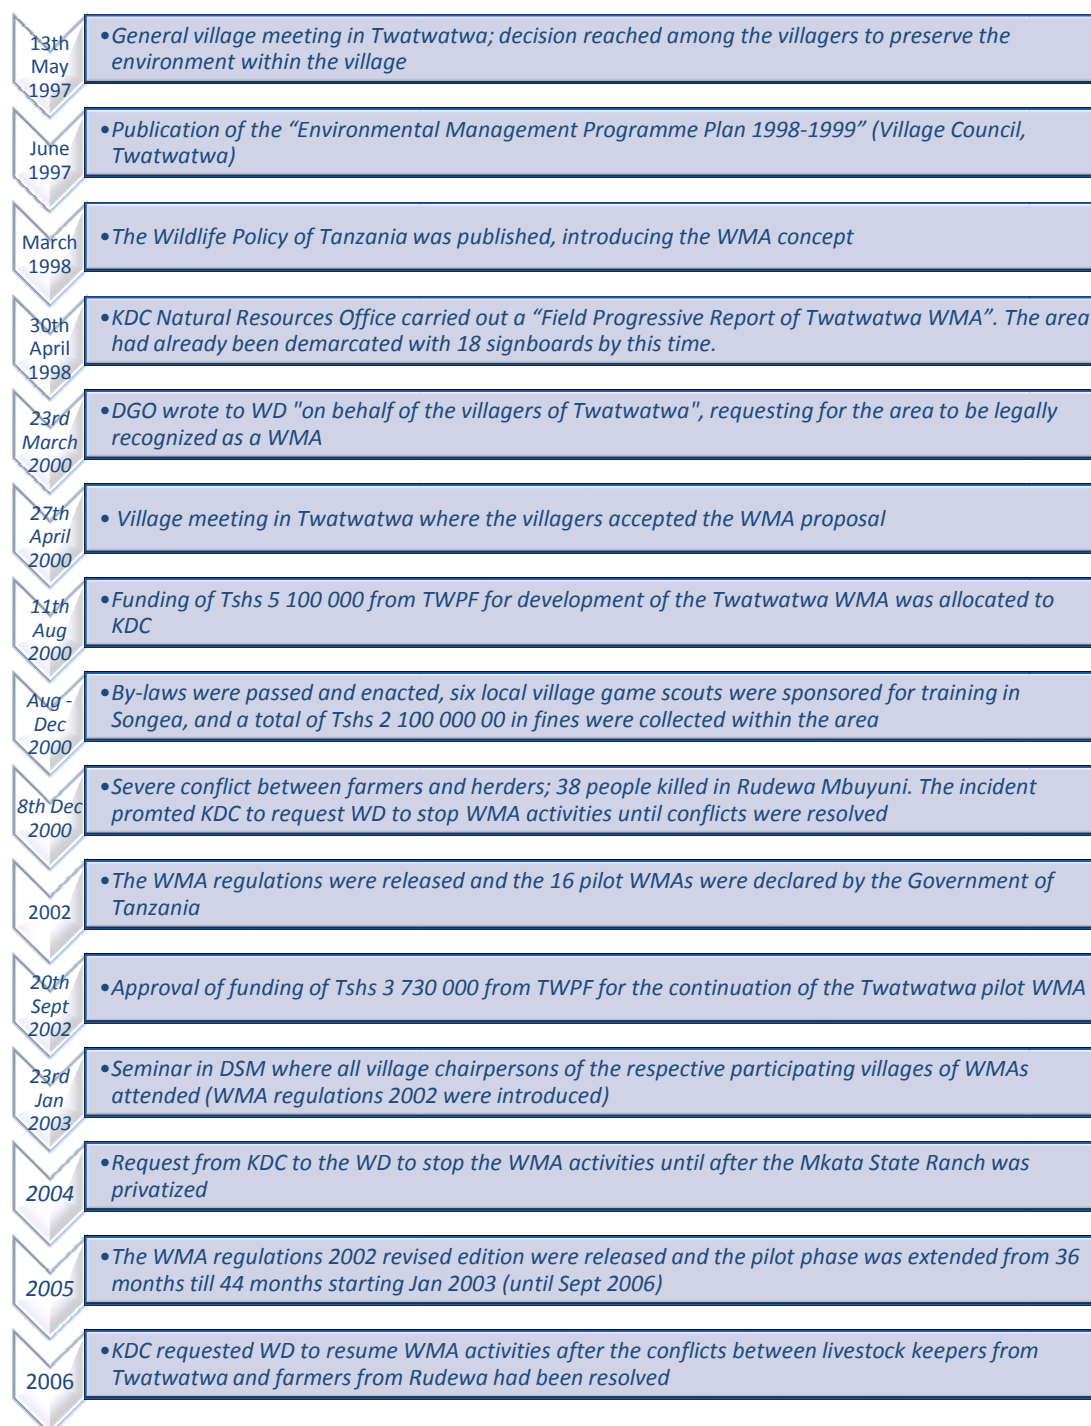 13th
May
1997
•General village meeting in Twatwatwa; decision reached among the villagers to preserve the
environment within the village
June
1997
•Publication of the “Environmental Management Programme Plan 1998-1999” (Village Council,
Twatwatwa)
March
1998
•The Wildlife Policy of Tanzania was published, introducing the WMA concept
30th
April
1998
•KDC Natural Resources Office carried out a “Field Progressive Report of Twatwatwa WMA”. The area
had already been demarcated with 18 signboards by this time.
23rd
March
2000
•DGO wrote to WD "on behalf of the villagers of Twatwatwa", requesting for the area to be legally
recognized as a WMA
27th
April
2000
• Village meeting in Twatwatwa where the villagers accepted the WMA proposal
11th
Aug
2000
•Funding of Tshs 5 100 000 from TWPF for development of the Twatwatwa WMA was allocated to
KDC
Aug -
Dec
2000
•By-laws were passed and enacted, six local village game scouts were sponsored for training in
Songea, and a total of Tshs 2 100 000 00 in fines were collected within the area
8th Dec
2000
•Severe conflict between farmers and herders; 38 people killed in Rudewa Mbuyuni. The incident
promted KDC to request WD to stop WMA activities until conflicts were resolved
2002
•The WMA regulations were released and the 16 pilot WMAs were declared by the Government of
Tanzania
20th
Sept
2002
•Approval of funding of Tshs 3 730 000 from TWPF for the continuation of the Twatwatwa pilot WMA
23rd
Jan
2003
•Seminar in DSM where all village chairpersons of the respective participating villages of WMAs
attended (WMA regulations 2002 were introduced)
2004
•Request from KDC to the WD to stop the WMA activities until after the Mkata State Ranch was
privatized
2005
•The WMA regulations 2002 revised edition were released and the pilot phase was extended from 36
months till 44 months starting Jan 2003 (until Sept 2006)
2006
•KDC requested WD to resume WMA activities after the conflicts between livestock keepers from
Twatwatwa and farmers from Rudewa had been resolved